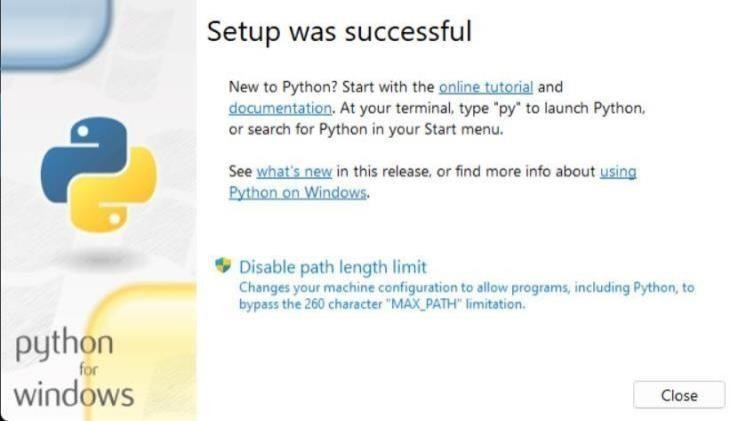 Setup was successful
New to Python? Start with the online tutorial and
documentation. At your terminal, type "py" to launch Python,
or search for Python in your Start menu.
See what's new in this release, or find more info about using
Python on Windows.
Disable path length limit
Changes your machine configuration to allow programs, including Python, to
bypass the 260 character "MAX_PATH" limitation.
python
for
windows
Close